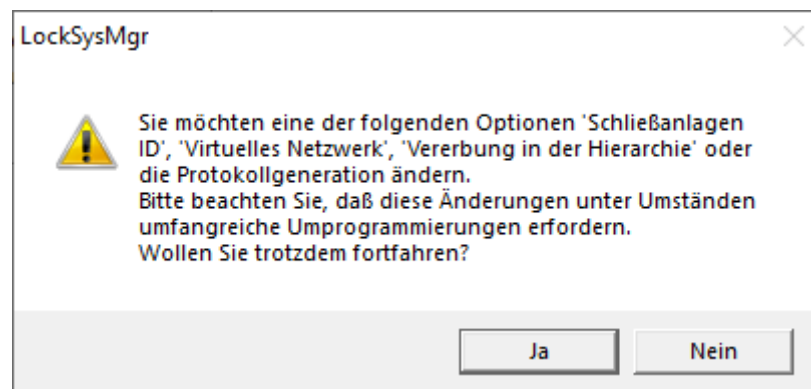 LockSysMgr
Sie möchten eine der folgenden Optionen 'Schließanlagen
ID', 'Virtuelles Netzwerk', 'Vererbung in der Hierarchie' oder
die Protokollgeneration ändern.
Bitte beachten Sie, daß diese Änderungen unter Umständen
umfangreiche Umprogrammierungen erfordern.
Wollen Sie trotzdem fortfahren?
Ja
Nein